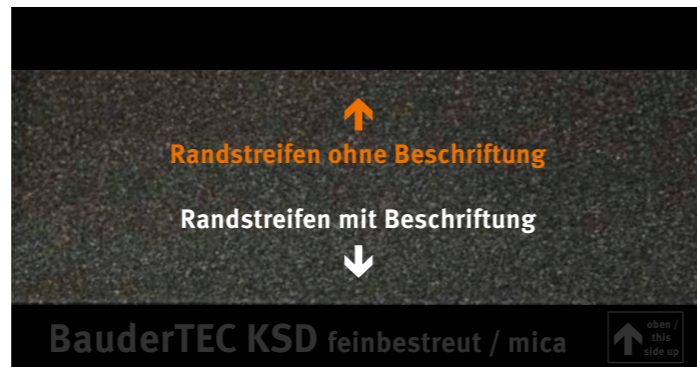 Randstreifen ohne Beschriftung
Randstreifen mit Beschriftung
BauderTEC KSD feinbestreut / mica
oben /
this
side up